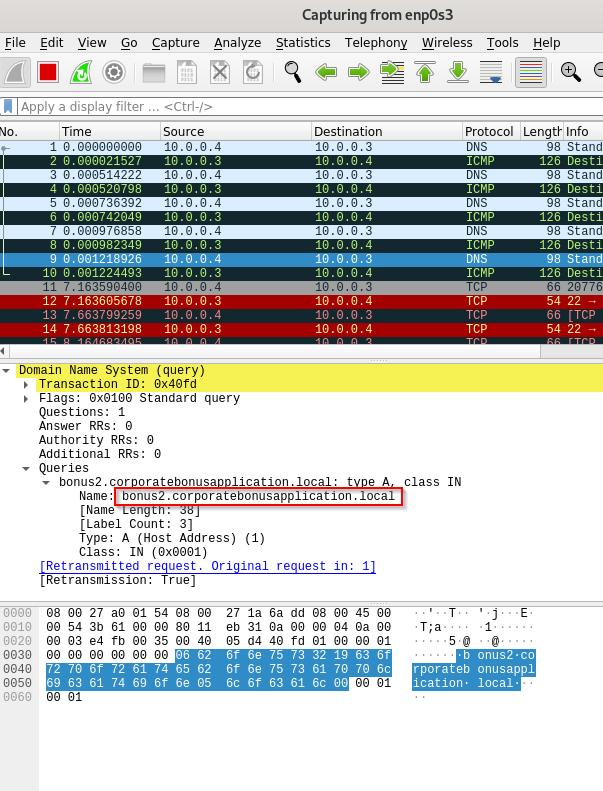 Capturing from enp0s3
File Edit View Go Capture Analyze Statistics Telephony Wireless Tools Help
Apply a display filter … <Ctrl-/>
No. Time Source Destination Protocol Length Info
1 0.000000000 10.0.0.4 10.0.0.3 DNS 98 Stand
2 0.000021527 10.0.0.3 10.0.0.4 ICMP 126 Desti
3 0.000514222 10.0.0.4 10.0.0.3 DNS 98 Stand
4 0.000520798 10.0.0.3 10.0.0.4 ICMP 126 Desti
5 0.000736392 10.0.0.4 10.0.0.3 DNS 98 Stand
6 0.000742049 10.0.0.3 10.0.0.4 ICMP 126 Desti
7 0.000976858 10.0.0.4 10.0.0.3 DNS 98 Stand
8 0.000982349 10.0.0.3 10.0.0.4 ICMP 126 Desti
9 0.001218926 10.0.0.4 10.0.0.3 DNS 98 Stand
10 0.001224493 10.0.0.3 10.0.0.4 ICMP 126 Desti
11 7.163590400 10.0.0.4 10.0.0.3 TCP 66 20776
12 7.163605678 10.0.0.3 10.0.0.4 TCP 54 22 →
13 7.663799259 10.0.0.4 10.0.0.3 TCP 66 [TCP
14 7.663813198 10.0.0.3 10.0.0.4 TCP 54 22 →
15 8.164683495 10.0.0.4 10.0.0.3 TCP 66 [TCP
Domain Name System (query)
Transaction ID: 0x40fd
Flags: 0x0100 Standard query
Questions: 1
Answer RRs: 0
Authority RRs: 0
Additional RRs: 0
Queries
bonus2.corporatebonusapplication.local: type A, class IN
Name: bonus2.corporatebonusapplication.local
[Name Length: 38]
[Label Count: 3]
Type: A (Host Address) (1)
Class: IN (0x0001)
[Retransmitted request. Original request in: 1]
[Retransmission: True]
0000 08 00 27 a0 01 54 08 00 27 1a 6a dd 08 00 45 00 ··'··T·· '·j···E·
0010 00 54 3b 61 00 00 80 11 eb 31 0a 00 00 04 0a 00 ·T;a···· ·1······
0020 00 03 e4 fb 00 35 00 40 05 d4 40 fd 01 00 00 01 ·····5·@ ··@·····
0030 00 00 00 00 00 00 06 62 6f 6e 75 73 32 19 63 6f ·······b onus2·co
0040 72 70 6f 72 61 74 65 62 6f 6e 75 73 61 70 70 6c rporateb onusappl
0050 69 63 61 74 69 6f 6e 05 6c 6f 63 61 6c 00 00 01 ication· local···
0060 00 01 ··